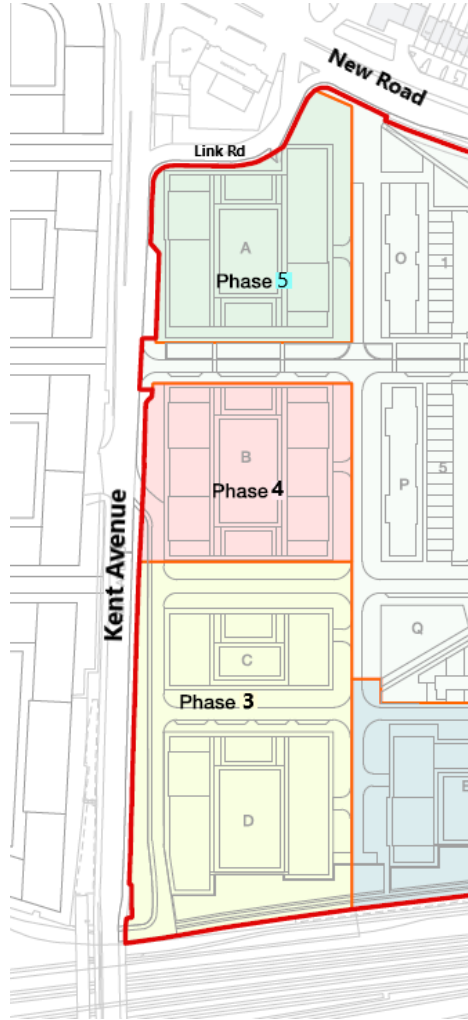 New Road
Link Rd
A
Phase 5
O
1
B
Phase 4
P
5
Kent Avenue
Q
C
Phase 3
D
E